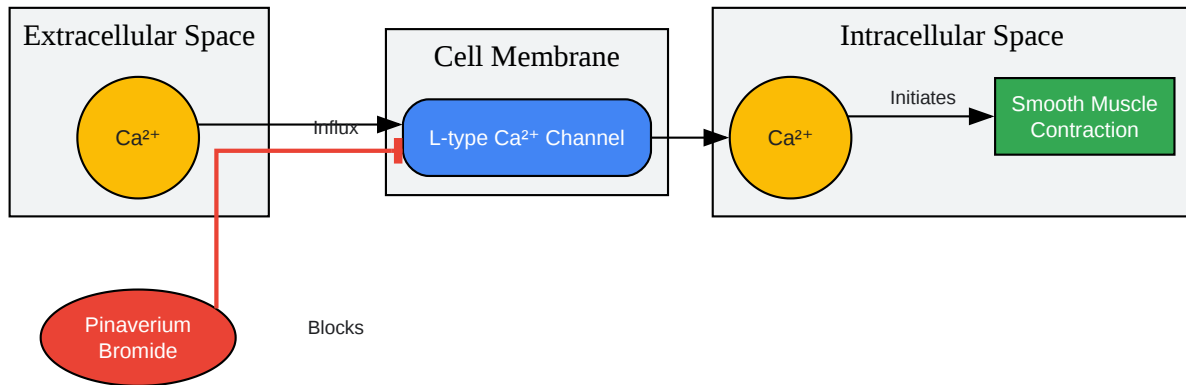 Extracellular Space
Cell Membrane
Intracellular Space
Ca²⁺
Influx
L-type Ca²⁺ Channel
Ca²⁺
Initiates
Smooth Muscle
Contraction
Pinaverium
Bromide
Blocks